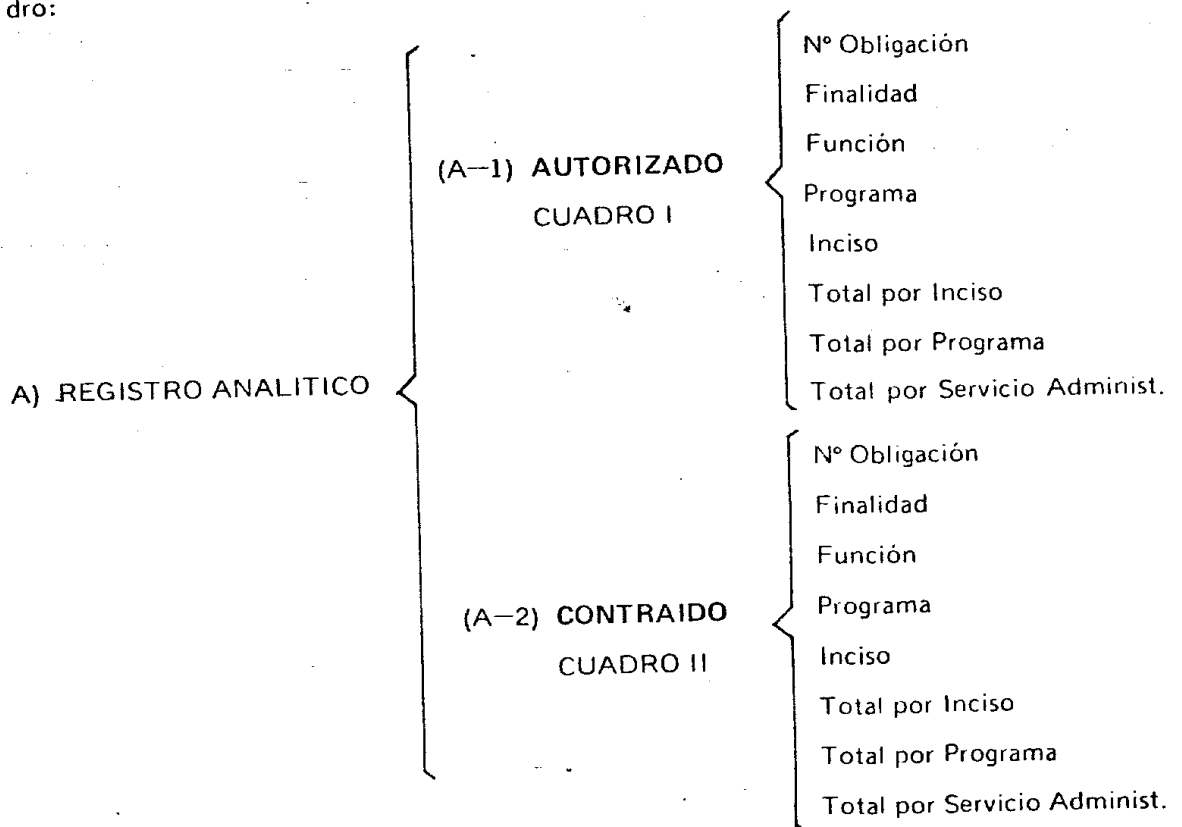 dro:
A) REGISTRO ANALITICO
(A—1) AUTORIZADO
CUADRO I
Nº Obligación
Finalidad
Función
Programa
Inciso
Total por Inciso
Total por Programa
Total por Servicio Administ.
(A—2) CONTRAIDO
CUADRO II
Nº Obligación
Finalidad
Función
Programa
Inciso
Total por Inciso
Total por Programa
Total por Servicio Administ.